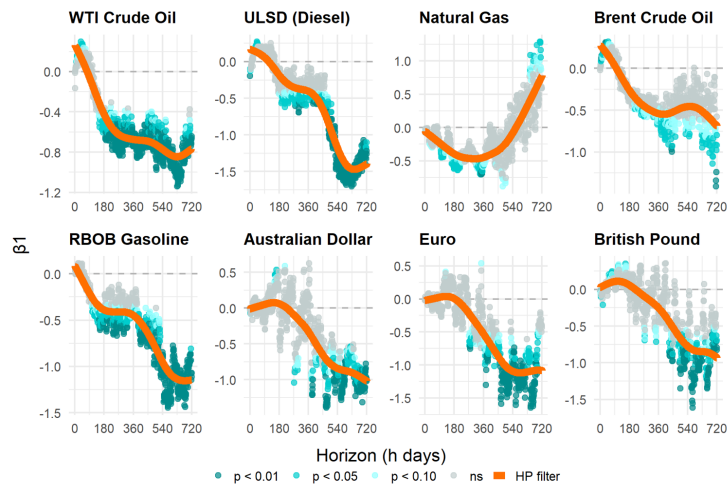 WTI Crude Oil
ULSD (Diesel)
Natural Gas
Brent Crude Oil
0.0
-0.4
-0.8
-1.2
0.0
-0.5
-1.0
-1.5
1.0
0.5
0.0
-0.5
0.0
-0.5
-1.0
0 180 360 540 720
0 180 360 540 720
0 180 360 540 720
0 180 360 540 720
β1
RBOB Gasoline
Australian Dollar
Euro
British Pound
0.0
-0.5
-1.0
-1.5
0.5
0.0
-0.5
-1.0
0.5
0.0
-0.5
-1.0
-1.5
0.0
-0.5
-1.0
-1.5
0 180 360 540 720
0 180 360 540 720
0 180 360 540 720
0 180 360 540 720
Horizon (h days)
p < 0.01 p < 0.05 p < 0.10 ns HP filter